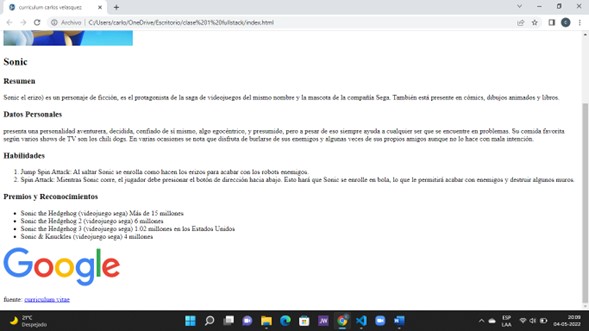 curriculum carlos velasquez
Archivo | C:/Users/carlo/OneDrive/Escritorio/clase%201%20fullstack/index.html
Sonic
Resumen
Sonic el erizo) es un personaje de ficción, es el protagonista de la saga de videojuegos del mismo nombre y la mascota de la compañía Sega. También está presente en cómics, dibujos animados y libros.
Datos Personales
presenta una personalidad aventurera, decidida, confiado de sí mismo, algo egocéntrico, y presumido, pero a pesar de eso siempre ayuda a cualquier ser que se encuentre en problemas. Su comida favorita
según varios shows de TV son los chili dogs. En varias ocasiones se nota que disfruta de burlarse de sus enemigos y algunas veces de sus propios amigos aunque no lo hace con mala intención.
Habilidades
1. Jump Spin Attack: Al saltar Sonic se enrolla como hacen los erizos para acabar con los robots enemigos.
2. Spin Attack: Mientras Sonic corre, el jugador debe presionar el botón de dirección hacia abajo. Esto hará que Sonic se enrolle en bola, lo que le permitirá acabar con enemigos y destruir algunos muros.
Premios y Reconocimientos
• Sonic the Hedgehog (videojuego sega) Más de 15 millones
• Sonic the Hedgehog 2 (videojuego sega) 6 millones
• Sonic the Hedgehog 3 (videojuego sega) 1.02 millones en los Estados Unidos
• Sonic & Knuckles (videojuego sega) 4 millones
Google
fuente: curriculum vitae
21°C
Despejado
ESP
LAA
20:09
04-05-2022